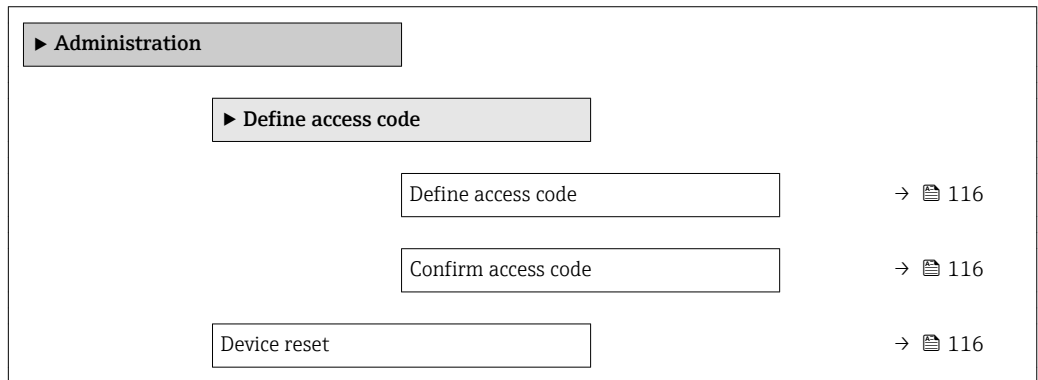 ► Administration
► Define access code
Define access code → 116
Confirm access code → 116
Device reset → 116